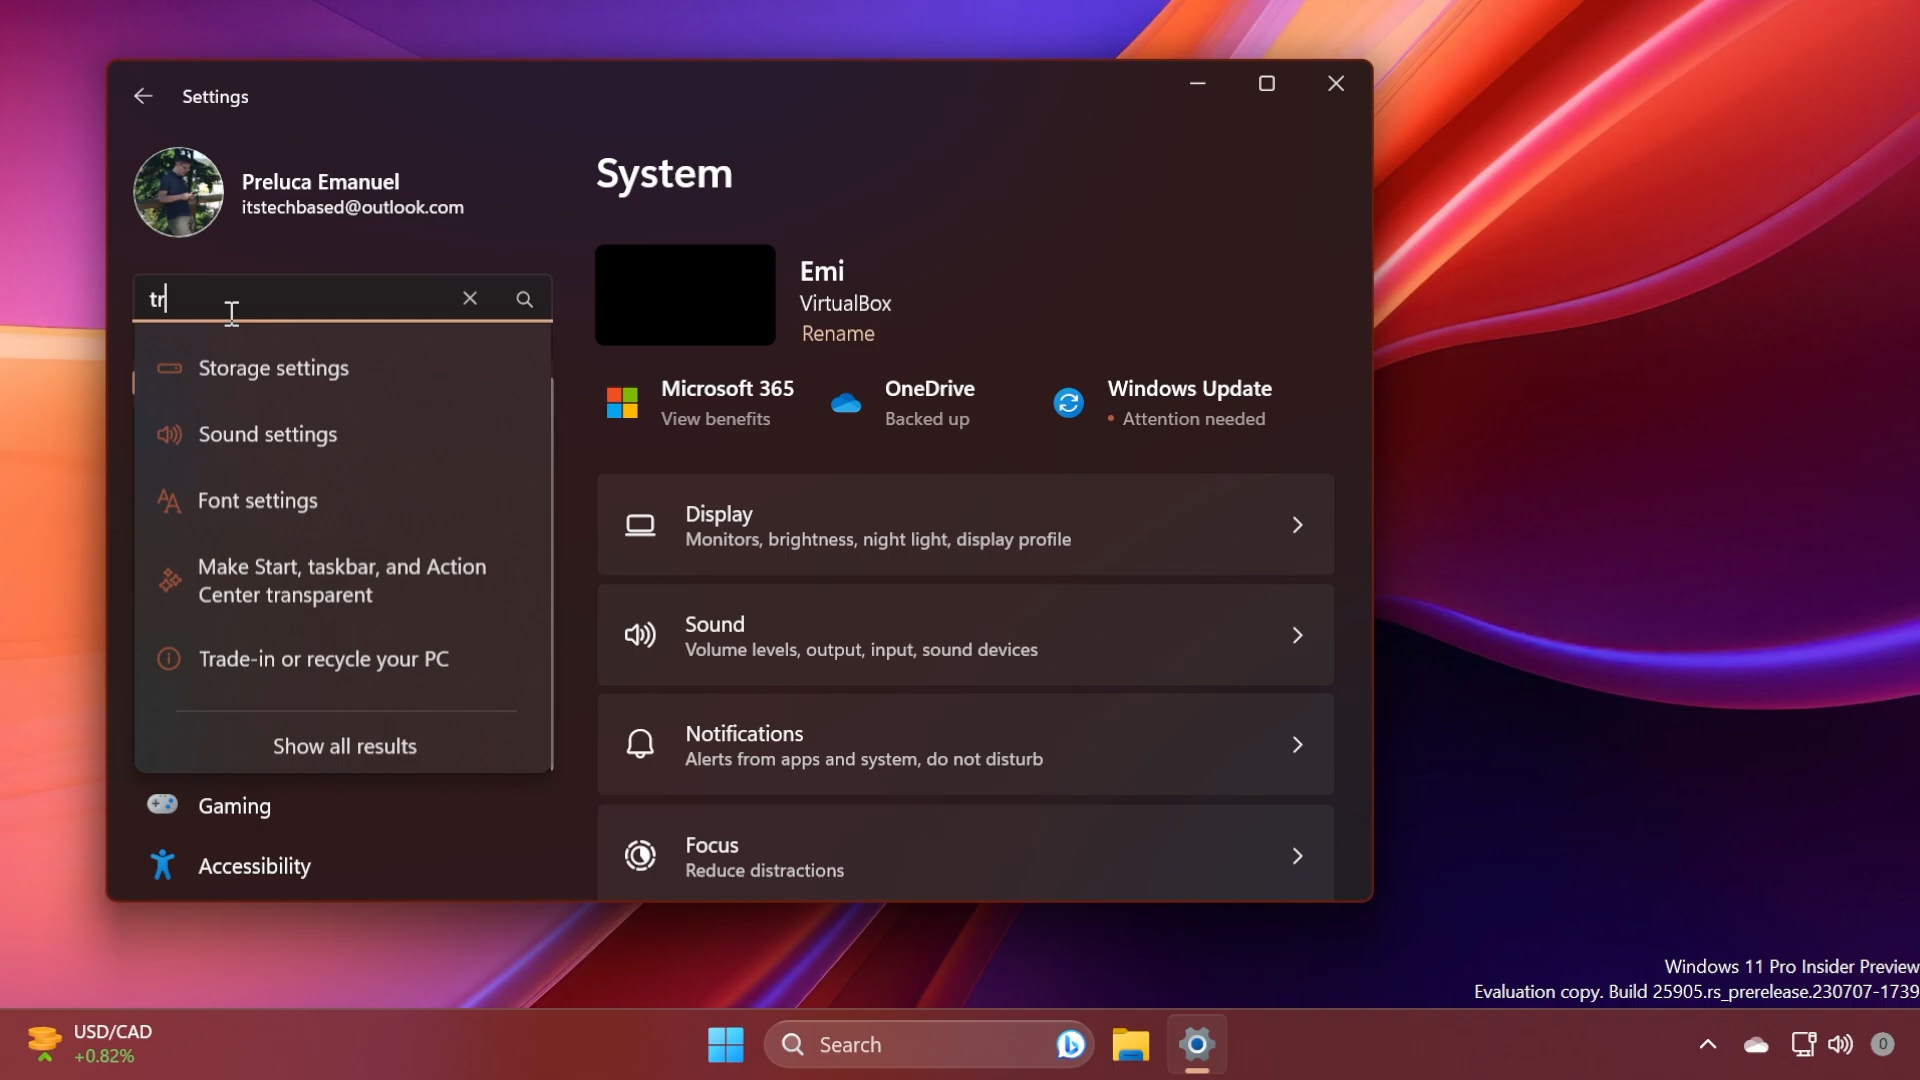 Settings
Preluca Emanuel
itstechbased@outlook.com
tr
Storage settings
Sound settings
Font settings
Make Start, taskbar, and Action
Center transparent
Trade-in or recycle your PC
Show all results
Gaming
Accessibility
System
Emi
VirtualBox
Rename
Microsoft 365
View benefits
OneDrive
Backed up
Windows Update
Attention needed
Display
Monitors, brightness, night light, display profile
Sound
Volume levels, output, input, sound devices
Notifications
Alerts from apps and system, do not disturb
Focus
Reduce distractions
Windows 11 Pro Insider Preview
Evaluation copy. Build 25905.rs_prerelease.230707-1739
USD/CAD
+0.82%
Search
0